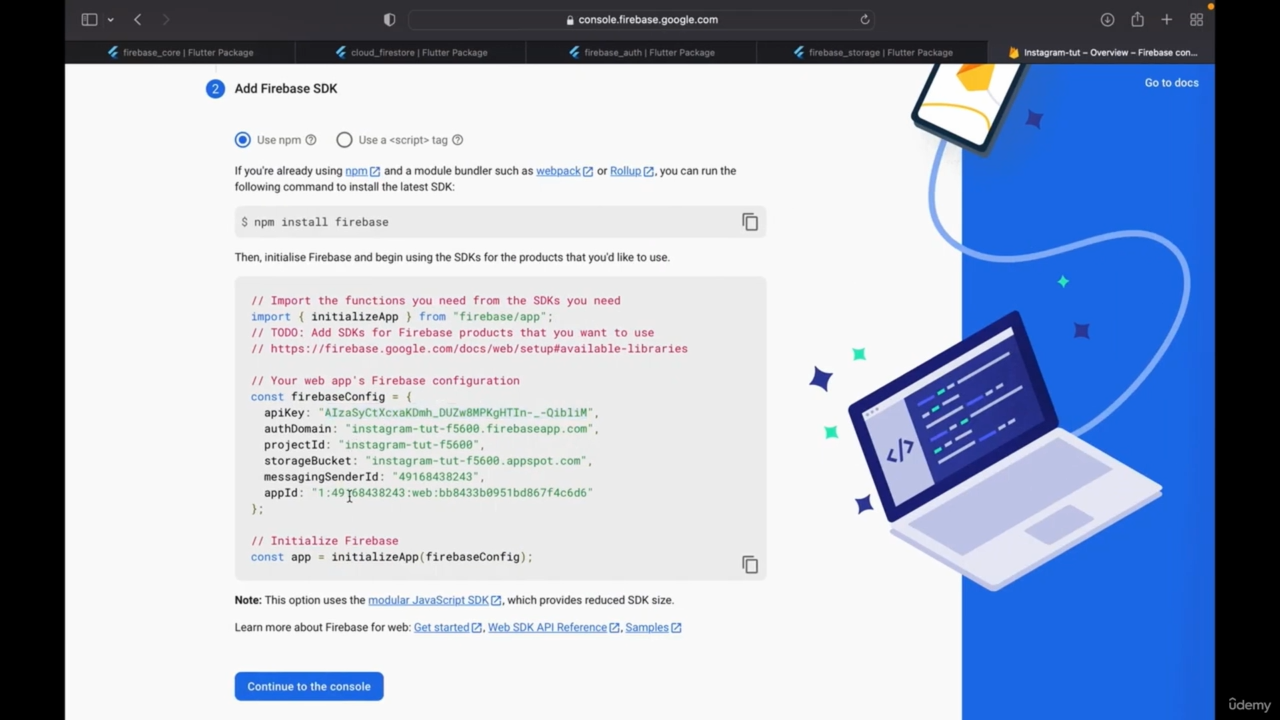 console.firebase.google.com
firebase_core | Flutter Package
cloud_firestore | Flutter Package
firebase_auth | Flutter Package
firebase_storage | Flutter Package
Instagram-tut – Overview – Firebase con...
Go to docs
2 Add Firebase SDK
Use npm
Use a <script> tag
If you're already using npm and a module bundler such as webpack or Rollup, you can run the
following command to install the latest SDK:
$ npm install firebase
Then, initialise Firebase and begin using the SDKs for the products that you'd like to use.
// Import the functions you need from the SDKs you need
import { initializeApp } from "firebase/app";
// TODO: Add SDKs for Firebase products that you want to use
// https://firebase.google.com/docs/web/setup#available-libraries
// Your web app's Firebase configuration
const firebaseConfig = {
apiKey: "AIzaSyCtXcxaKDmh_DUZw8MPKgHTIn-_-QibliM",
authDomain: "instagram-tut-f5600.firebaseapp.com",
projectId: "instagram-tut-f5600",
storageBucket: "instagram-tut-f5600.appspot.com",
messagingSenderId: "49168438243",
appId: "1:49168438243:web:bb8433b0951bd867f4c6d6"
};
// Initialize Firebase
const app = initializeApp(firebaseConfig);
Note: This option uses the modular JavaScript SDK, which provides reduced SDK size.
Learn more about Firebase for web: Get started, Web SDK API Reference, Samples
Continue to the console
</>
ûdemy